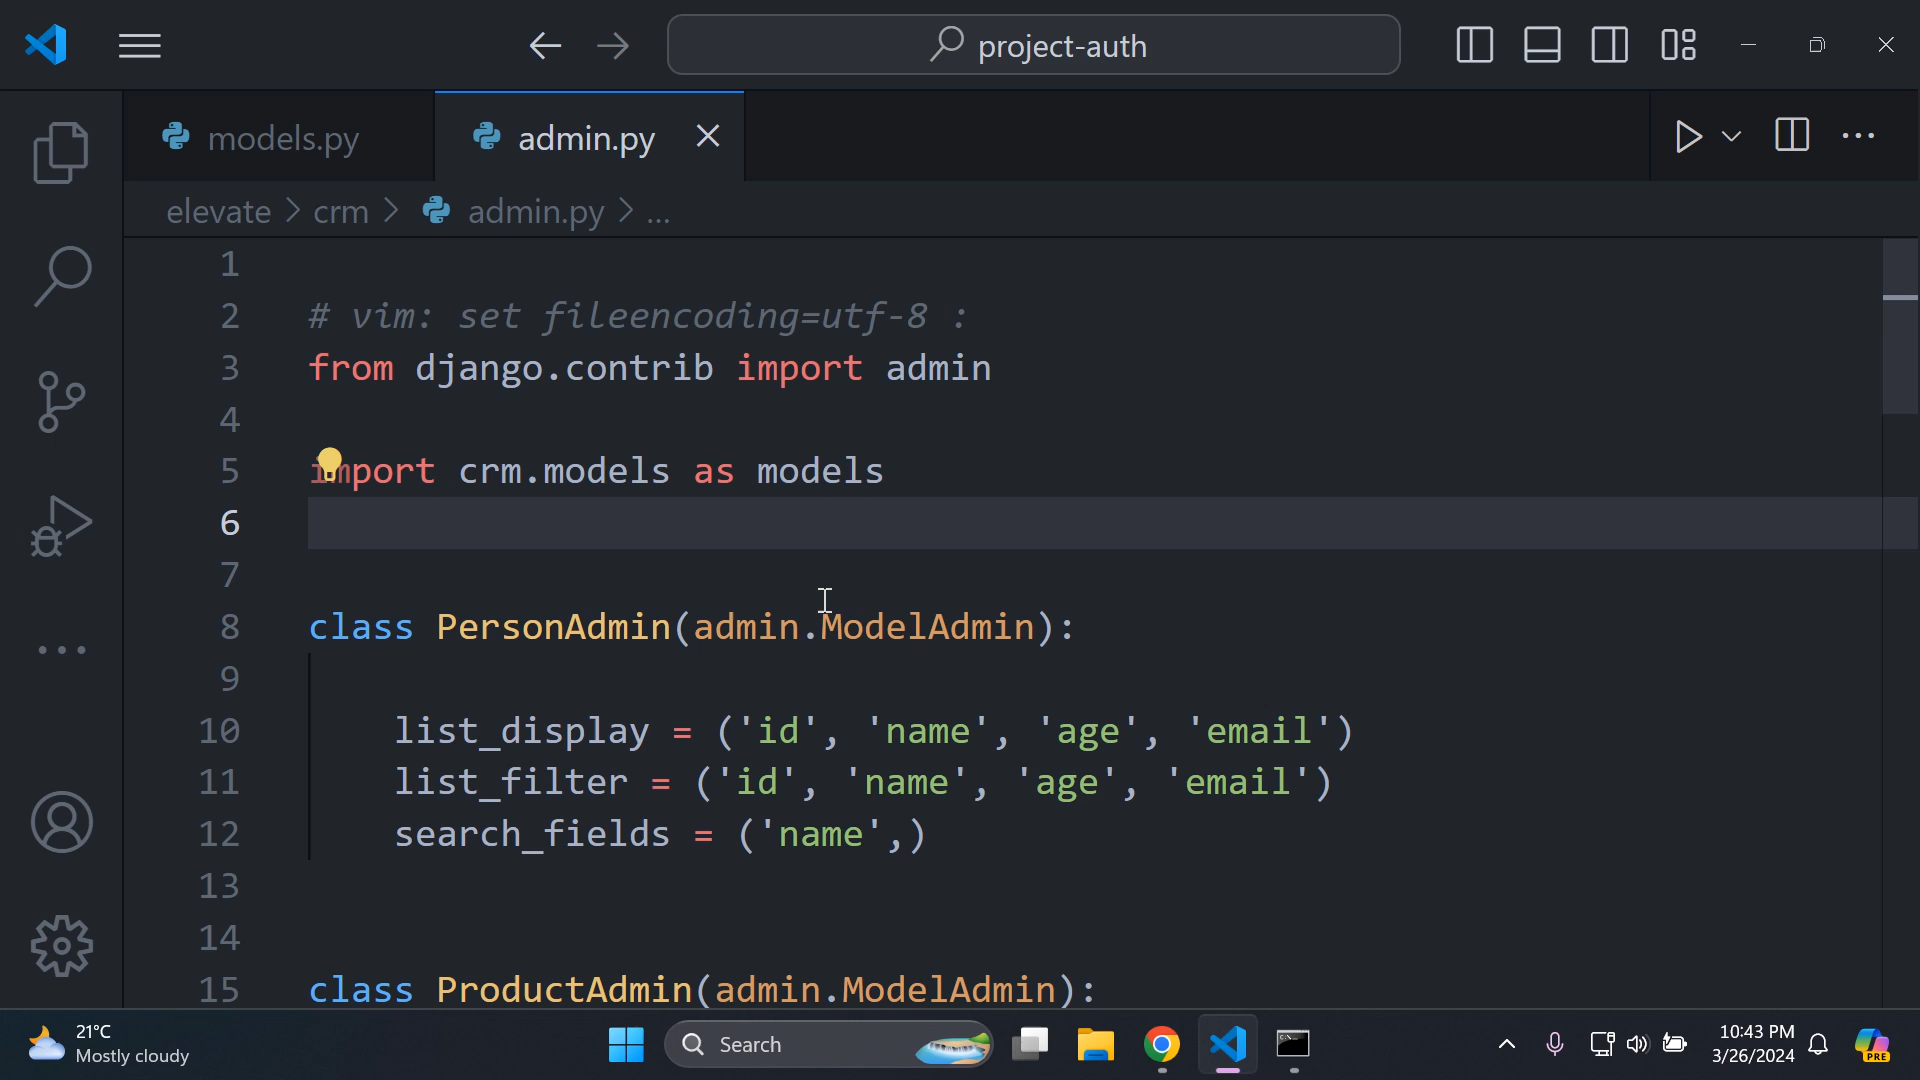 project-auth
models.py
admin.py
elevate > crm > admin.py > ...
1
2 # vim: set fileencoding=utf-8 :
3 from django.contrib import admin
4
5 import crm.models as models
6
7
8 class PersonAdmin(admin.ModelAdmin):
9
10 list_display = ('id', 'name', 'age', 'email')
11 list_filter = ('id', 'name', 'age', 'email')
12 search_fields = ('name',)
13
14
15 class ProductAdmin(admin.ModelAdmin):
21°C
Mostly cloudy
Search
10:43 PM
3/26/2024
PRE